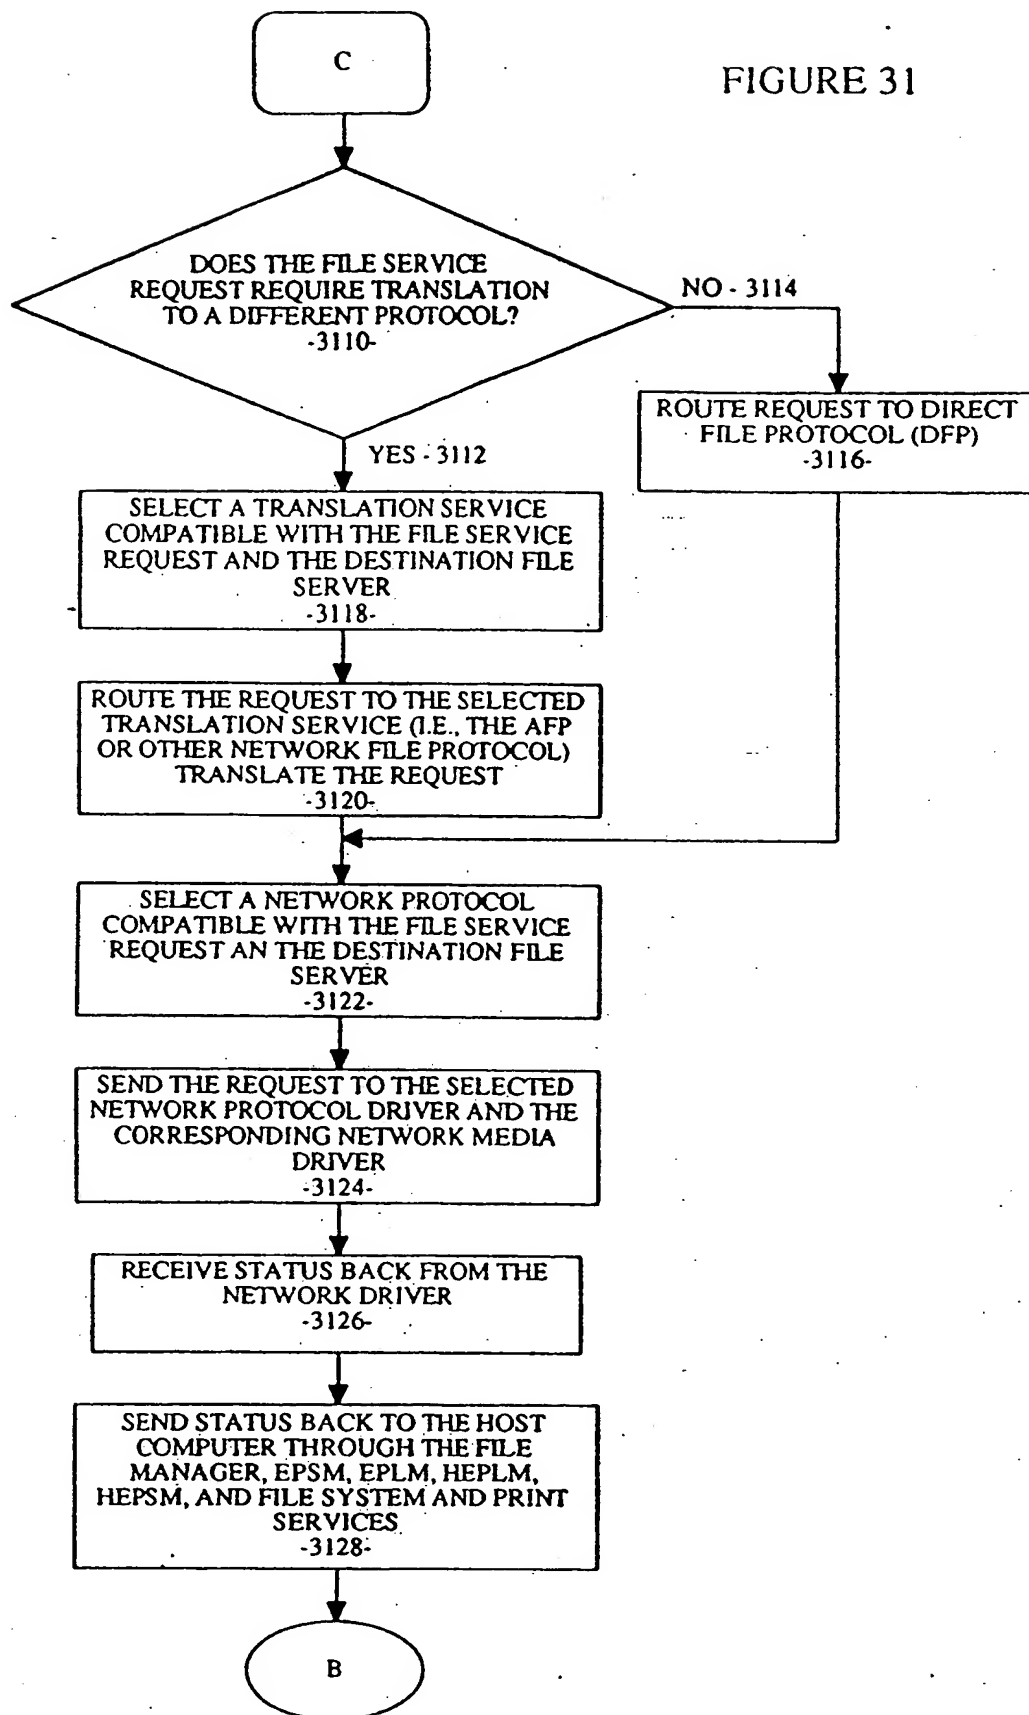 C
FIGURE 31
DOES THE FILE SERVICE
REQUEST REQUIRE TRANSLATION
TO A DIFFERENT PROTOCOL?
-3110-
NO - 3114
ROUTE REQUEST TO DIRECT
FILE PROTOCOL (DFP)
-3116-
YES - 3112
SELECT A TRANSLATION SERVICE
COMPATIBLE WITH THE FILE SERVICE
REQUEST AND THE DESTINATION FILE
SERVER
-3118-
ROUTE THE REQUEST TO THE SELECTED
TRANSLATION SERVICE (I.E., THE AFP
OR OTHER NETWORK FILE PROTOCOL)
TRANSLATE THE REQUEST
-3120-
SELECT A NETWORK PROTOCOL
COMPATIBLE WITH THE FILE SERVICE
REQUEST AN THE DESTINATION FILE
SERVER
-3122-
SEND THE REQUEST TO THE SELECTED
NETWORK PROTOCOL DRIVER AND THE
CORRESPONDING NETWORK MEDIA
DRIVER
-3124-
RECEIVE STATUS BACK FROM THE
NETWORK DRIVER
-3126-
SEND STATUS BACK TO THE HOST
COMPUTER THROUGH THE FILE
MANAGER, EPSM, EPLM, HEPLM,
HEPSM, AND FILE SYSTEM AND PRINT
SERVICES
-3128-
B